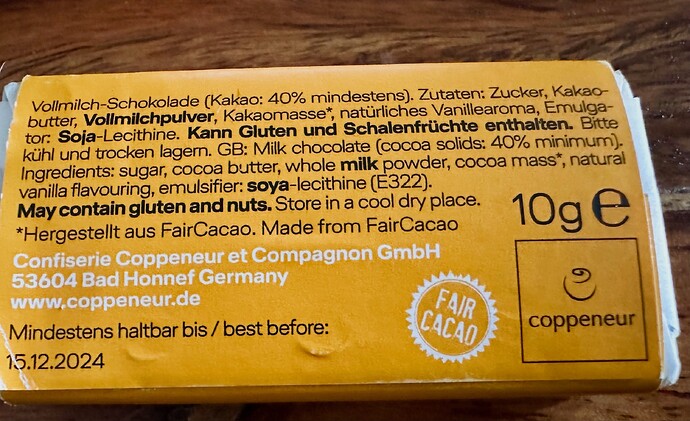 Vollmilch-Schokolade (Kakao: 40% mindestens). Zutaten: Zucker, Kakao-
butter, Vollmilchpulver, Kakaomasse*, natürliches Vanillearoma, Emulga-
tor: Soja-Lecithine. Kann Gluten und Schalenfrüchte enthalten. Bitte
kühl und trocken lagern. GB: Milk chocolate (cocoa solids: 40% minimum).
Ingredients: sugar, cocoa butter, whole milk powder, cocoa mass*, natural
vanilla flavouring, emulsifier: soya-lecithine (E322).
May contain gluten and nuts. Store in a cool dry place.
*Hergestellt aus FairCacao. Made from FairCacao
10g e
Confiserie Coppeneur et Compagnon GmbH
53604 Bad Honnef Germany
www.coppeneur.de
FAIR
CACAO
coppeneur
Mindestens haltbar bis / best before:
15.12.2024